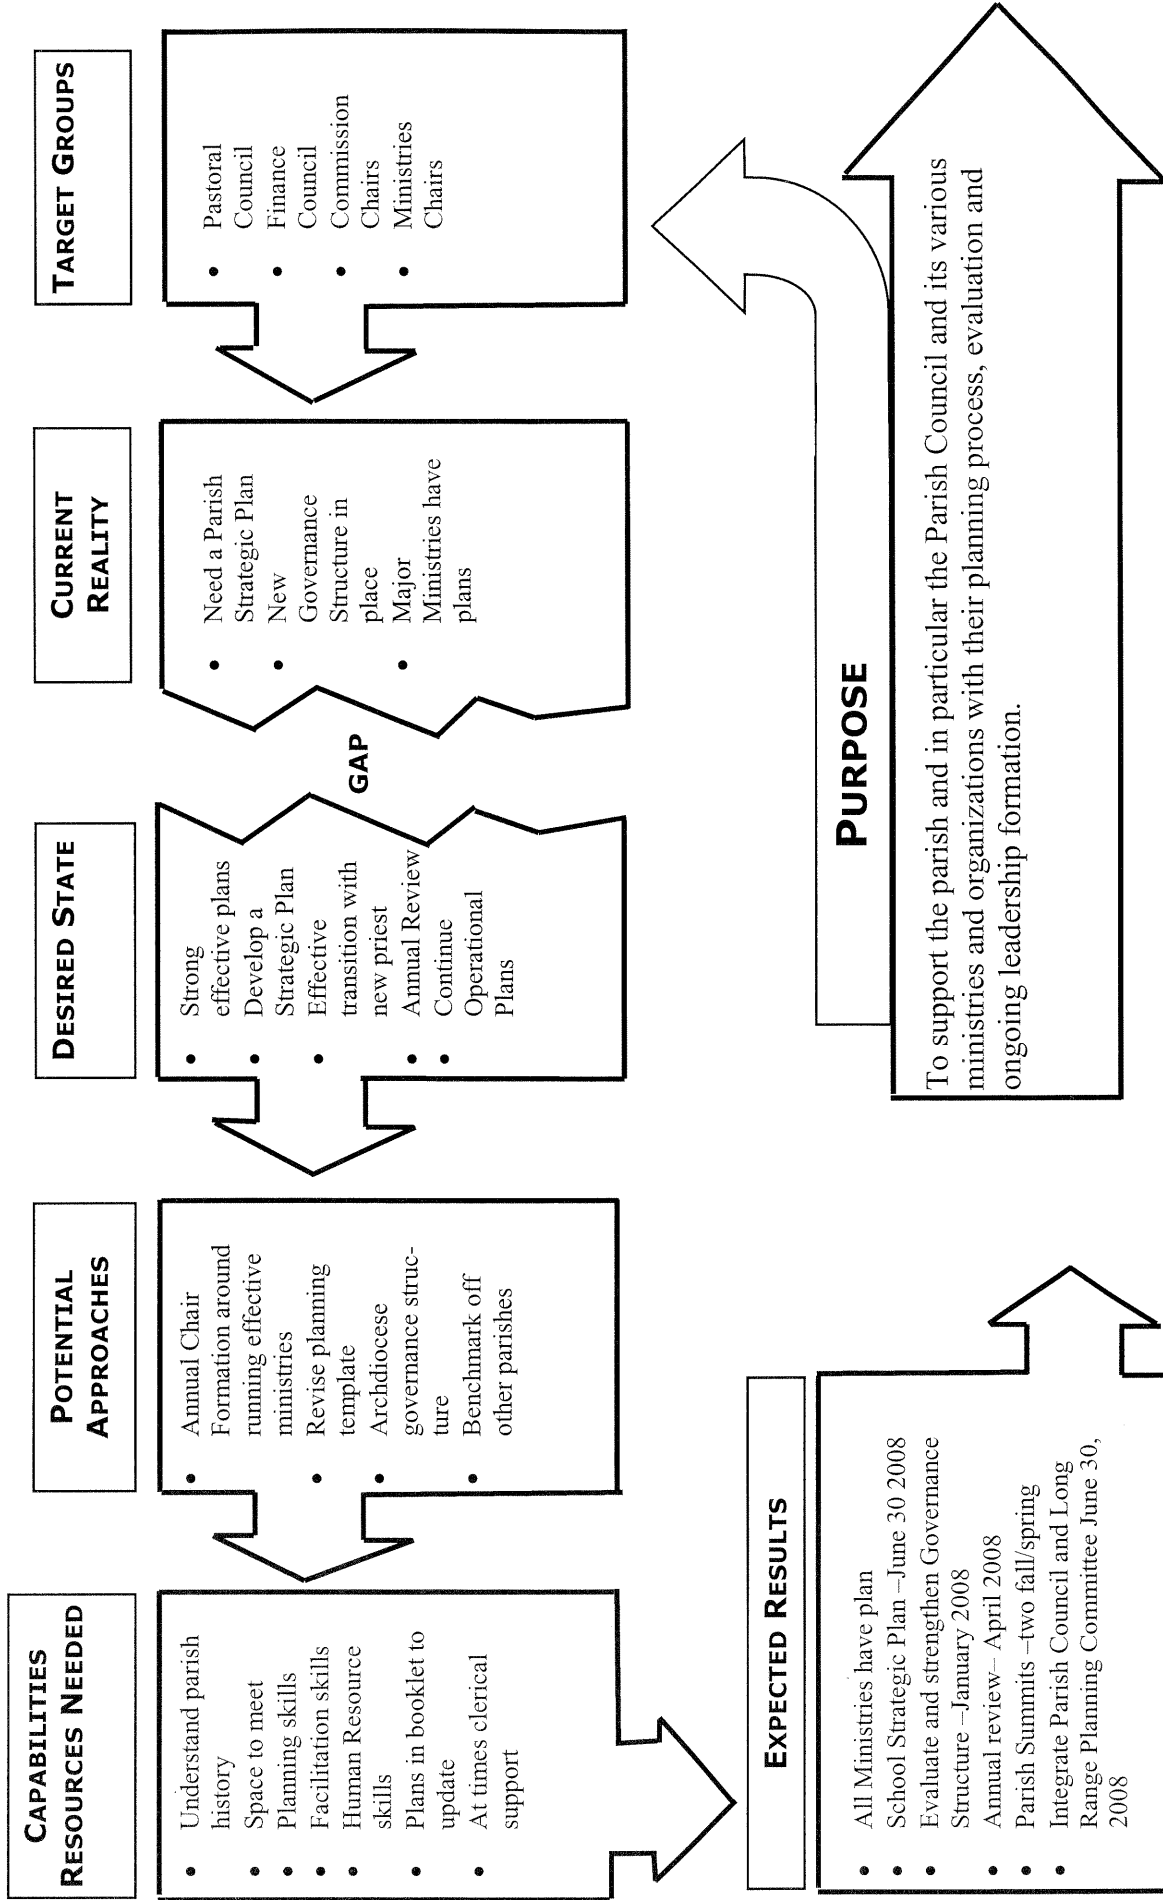 CAPABILITIES
RESOURCES NEEDED
• Understand parish
history
• Space to meet
• Planning skills
• Facilitation skills
• Human Resource
skills
• Plans in booklet to
update
• At times clerical
support
POTENTIAL
APPROACHES
• Annual Chair
Formation around
running effective
ministries
• Revise planning
template
• Archdiocese
governance struc-
ture
• Benchmark off
other parishes
DESIRED STATE
• Strong
effective plans
• Develop a
Strategic Plan
• Effective
transition with
new priest
• Annual Review
• Continue
Operational
Plans
GAP
CURRENT
REALITY
• Need a Parish
Strategic Plan
• New
Governance
Structure in
place
• Major
Ministries have
plans
TARGET GROUPS
• Pastoral
Council
• Finance
Council
• Commission
Chairs
• Ministries
Chairs
EXPECTED RESULTS
• All Ministries have plan
• School Strategic Plan –June 30 2008
• Evaluate and strengthen Governance
Structure –January 2008
• Annual review– April 2008
• Parish Summits –two fall/spring
• Integrate Parish Council and Long
Range Planning Committee June 30,
2008
PURPOSE
To support the parish and in particular the Parish Council and its various
ministries and organizations with their planning process, evaluation and
ongoing leadership formation.